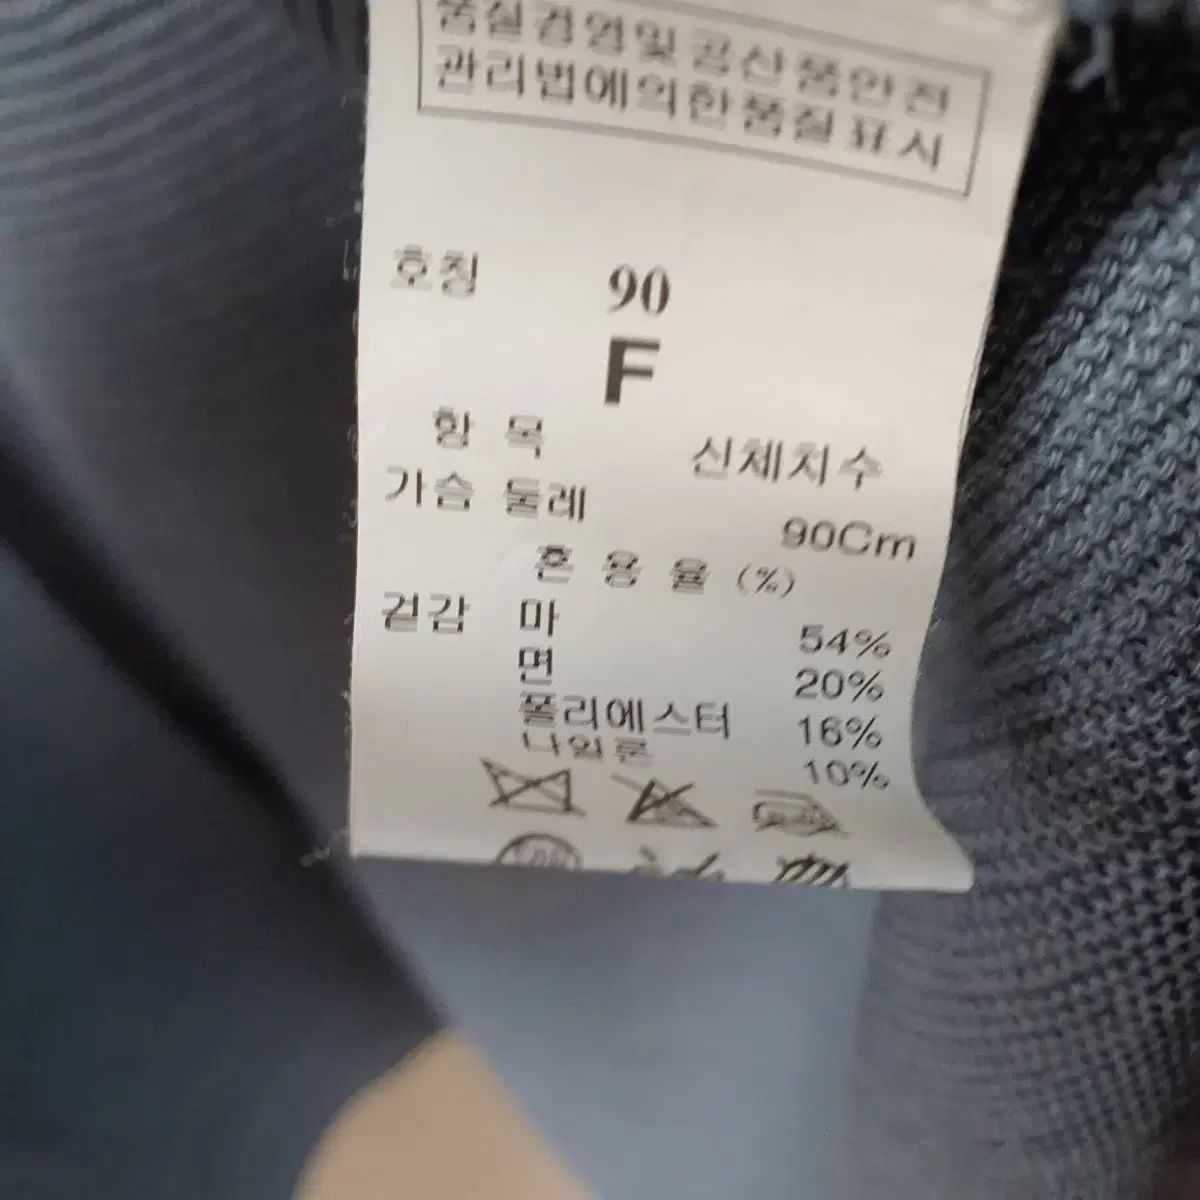 품질경영및공산품안전
관리법에의한품질표시
호칭 90
F
항 목 신체치수
가슴 둘레 90Cm
혼 용 율 (%)
겉감 마 54%
면 20%
폴리에스터 16%
나일론 10%